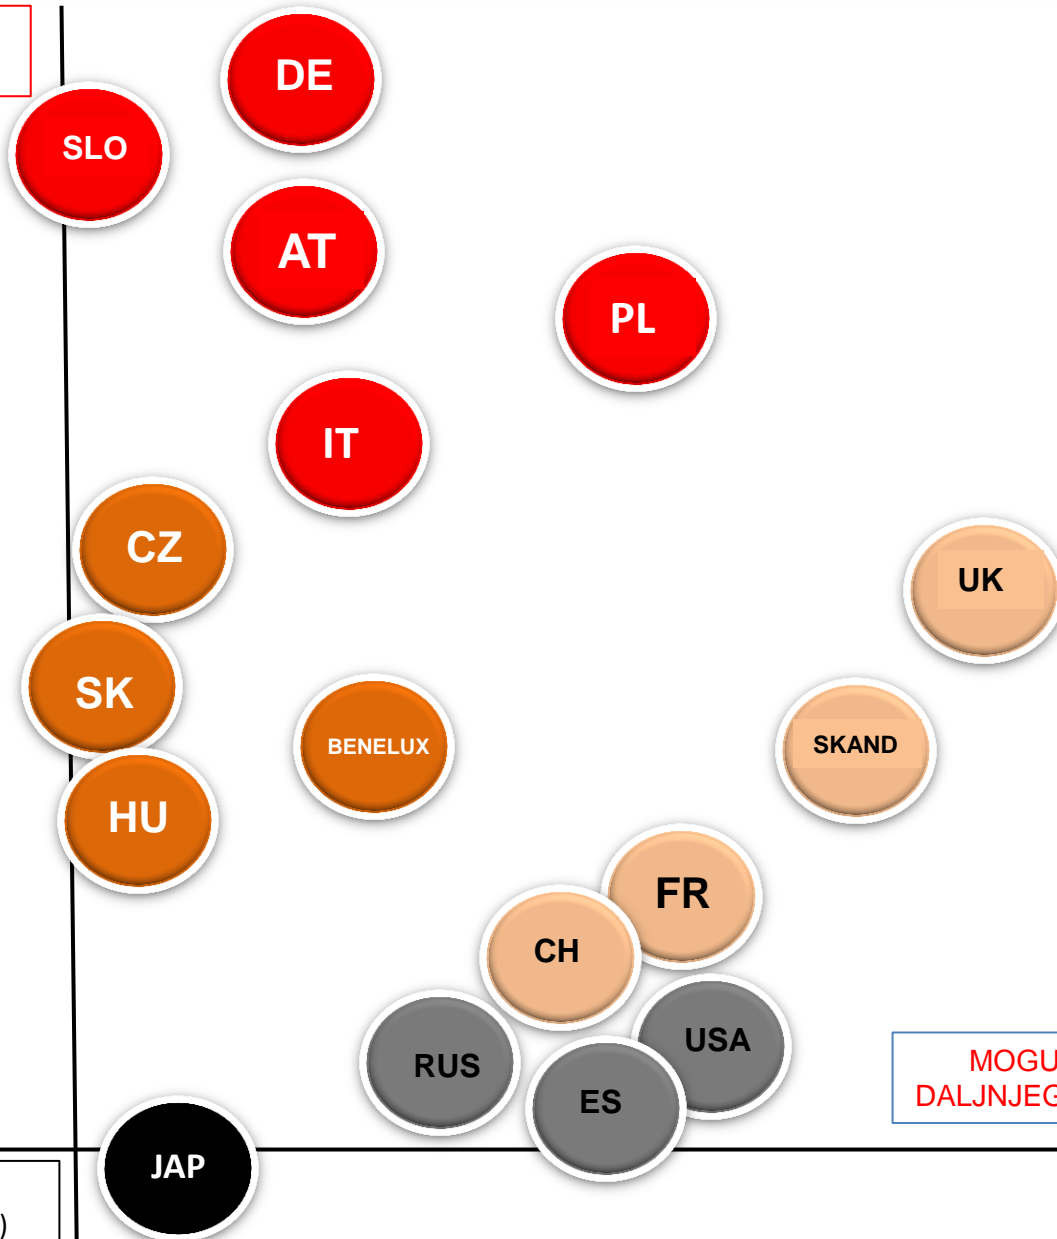 DE
SLO
AT
PL
IT
CZ
UK
SK
BENELUX
SKAND
HU
FR
CH
USA
RUS
ES
MOGU
DALJNJEG
JAP
)